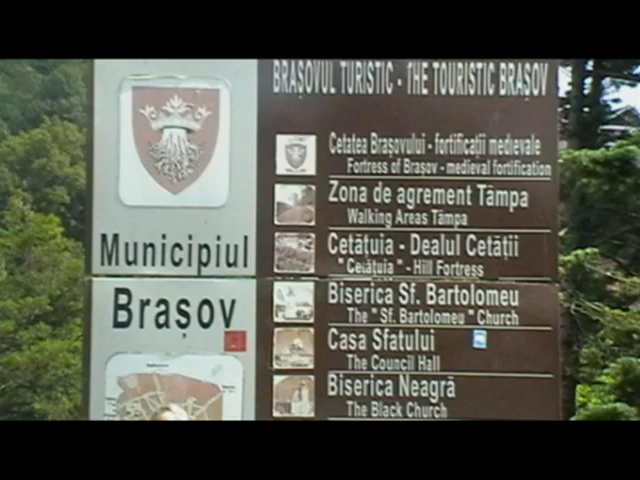 BRAȘOVUL TURISTIC - THE TOURISTIC BRAȘOV
Cetatea Brașovului - fortificații medievale
Fortress of Brașov - medieval fortification
Zona de agrement Tâmpa
Walking Areas Tâmpa
Cetățuia - Dealul Cetății
" Cetățuia " - Hill Fortress
Biserica Sf. Bartolomeu
The " Sf. Bartolomeu " Church
Casa Sfatului
The Council Hall
Biserica Neagră
The Black Church
Municipiul
Brașov